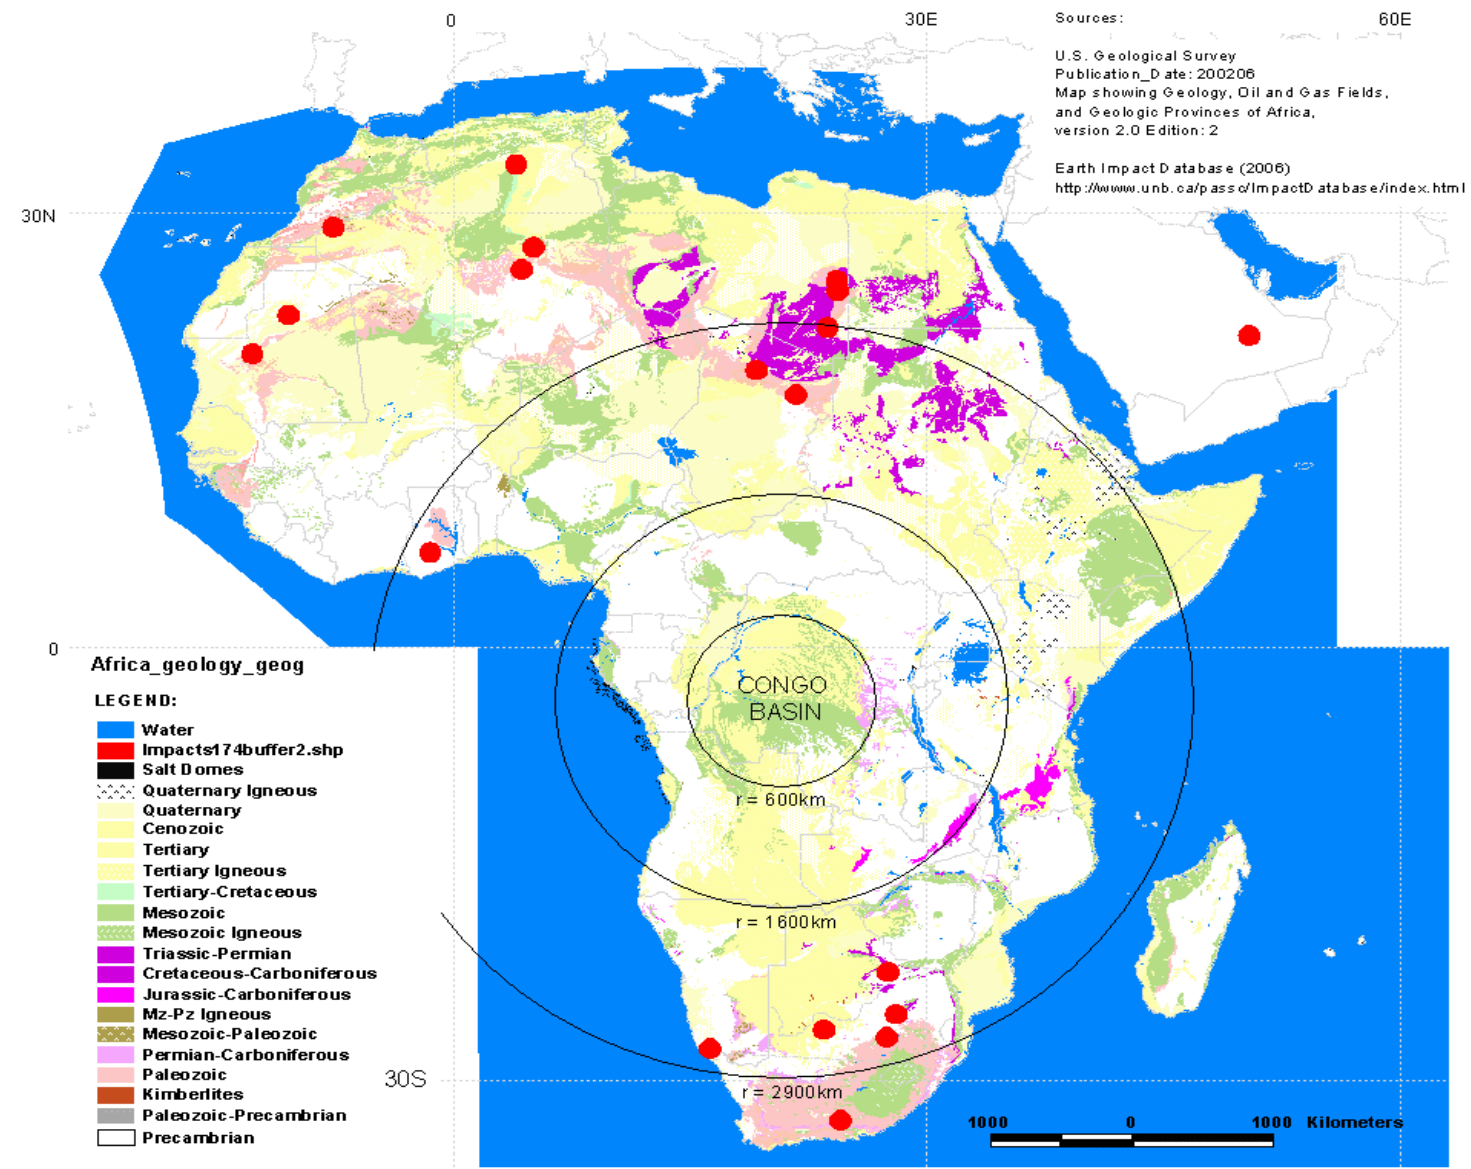 0
30E
60E
Sources:
U.S. Geological Survey
Publication_Date: 200206
Map showing Geology, Oil and Gas Fields,
and Geologic Provinces of Africa,
version 2.0 Edition: 2
Earth Impact Database (2006)
http://www.unb.ca/passc/ImpactDatabase/index.html
30N
0
Africa_geology_geog
LEGEND:
Water
Impacts174buffer2.shp
Salt Domes
Quaternary Igneous
Quaternary
Cenozoic
Tertiary
Tertiary Igneous
Tertiary-Cretaceous
Mesozoic
Mesozoic Igneous
Triassic-Permian
Cretaceous-Carboniferous
Jurassic-Carboniferous
Mz-Pz Igneous
Mesozoic-Paleozoic
Permian-Carboniferous
Paleozoic
Kimberlites
Paleozoic-Precambrian
Precambrian
CONGO
BASIN
r = 600km
r = 1600km
30S
r = 2900km
1000 0 1000 Kilometers